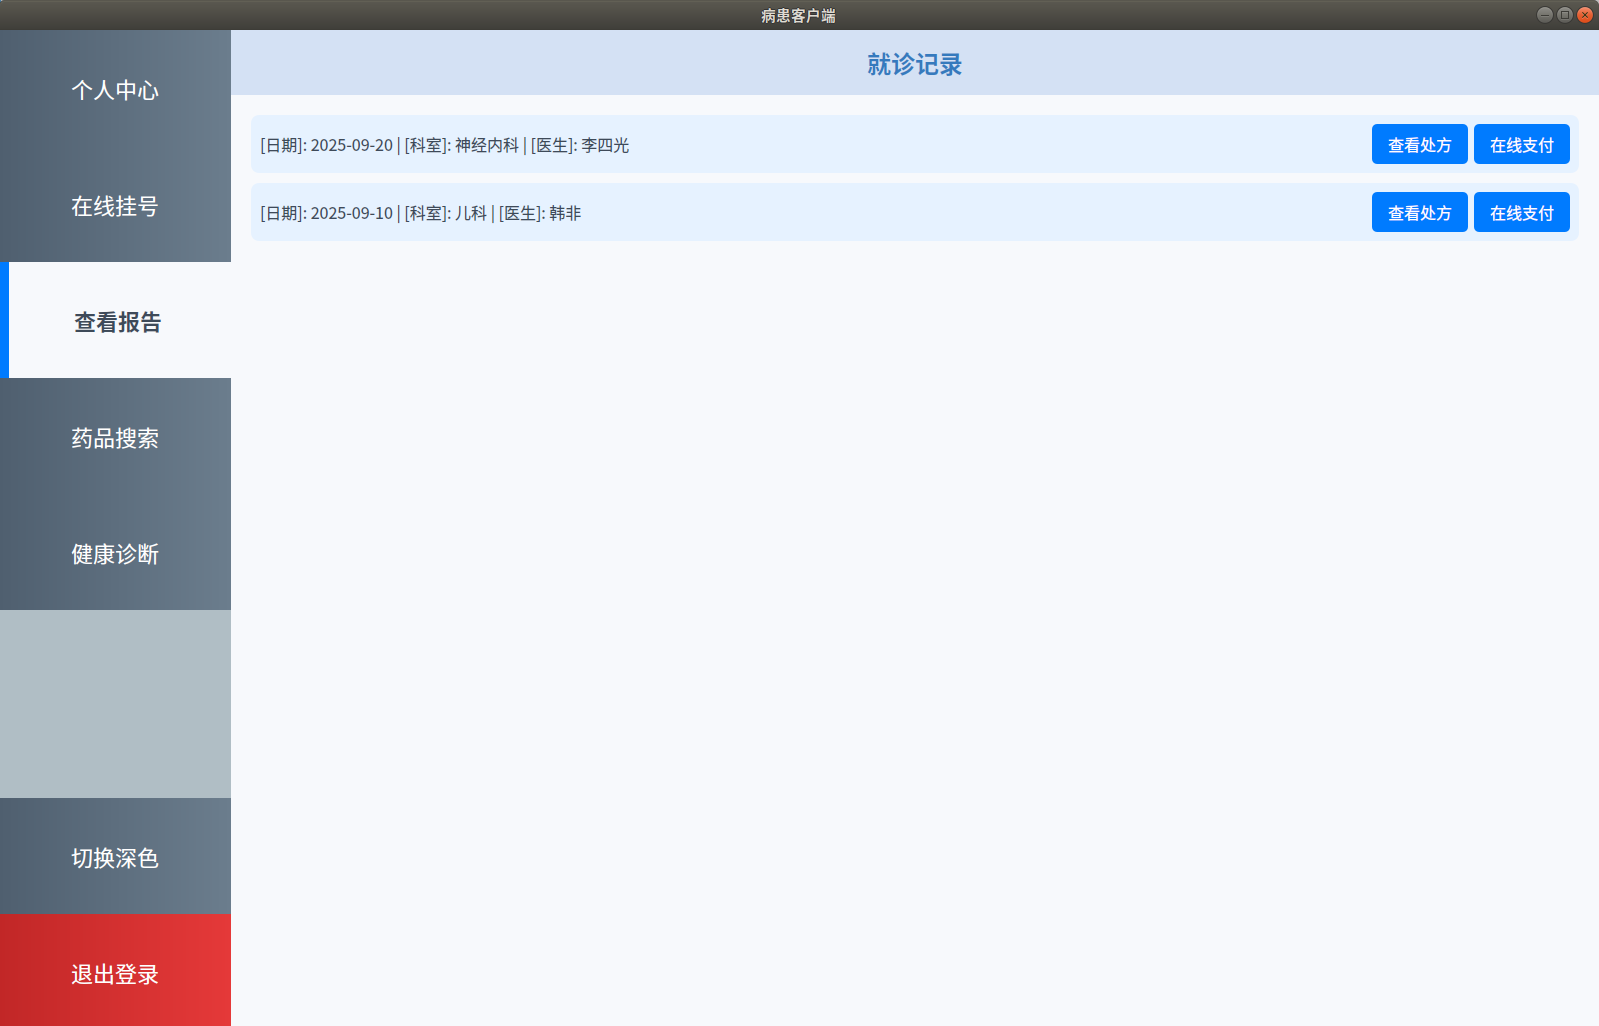 病患客户端
个人中心
在线挂号
查看报告
药品搜索
健康诊断
切换深色
退出登录
就诊记录
[日期]: 2025-09-20 | [科室]: 神经内科 | [医生]: 李四光 查看处方 在线支付
[日期]: 2025-09-10 | [科室]: 儿科 | [医生]: 韩非 查看处方 在线支付